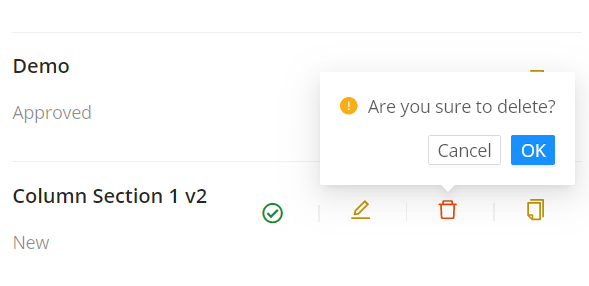 Demo
Approved
Are you sure to delete?
Cancel OK
Column Section 1 v2
New